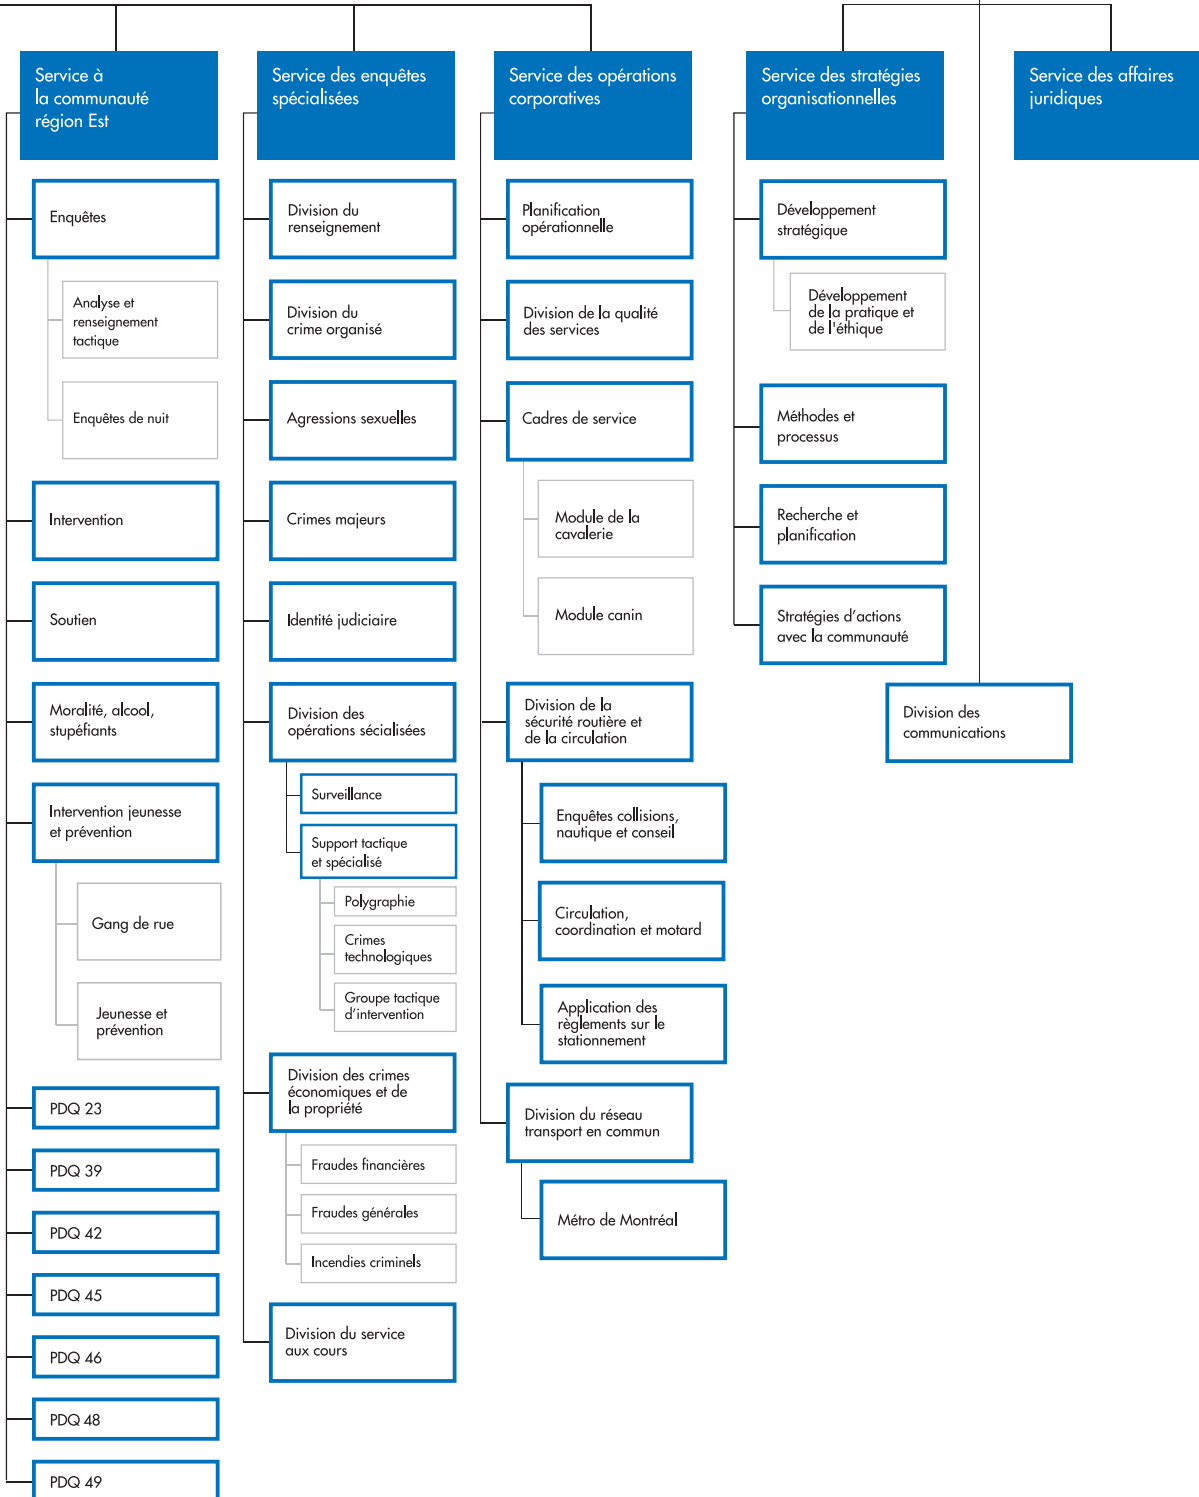 Service à
la communauté
région Est
Enquêtes
Analyse et
renseignement
tactique
Enquêtes de nuit
Intervention
Soutien
Moralité, alcool,
stupéfiants
Intervention jeunesse
et prévention
Gang de rue
Jeunesse et
prévention
PDQ 23
PDQ 39
PDQ 42
PDQ 45
PDQ 46
PDQ 48
PDQ 49
Service des enquêtes
spécialisées
Division du
renseignement
Division du
crime organisé
Agressions sexuelles
Crimes majeurs
Identité judiciaire
Division des
opérations sécialisées
Surveillance
Support tactique
et spécialisé
Polygraphie
Crimes
technologiques
Groupe tactique
d'intervention
Division des crimes
économiques et de
la propriété
Fraudes financières
Fraudes générales
Incendies criminels
Division du service
aux cours
Service des opérations
corporatives
Planification
opérationnelle
Division de la qualité
des services
Cadres de service
Module de la
cavalerie
Module canin
Division de la
sécurité routière et
de la circulation
Enquêtes collisions,
nautique et conseil
Circulation,
coordination et motard
Application des
règlements sur le
stationnement
Division du réseau
transport en commun
Métro de Montréal
Service des stratégies
organisationnelles
Développement
stratégique
Développement
de la pratique et
de l'éthique
Méthodes et
processus
Recherche et
planification
Stratégies d'actions
avec la communauté
Division des
communications
Service des affaires
juridiques